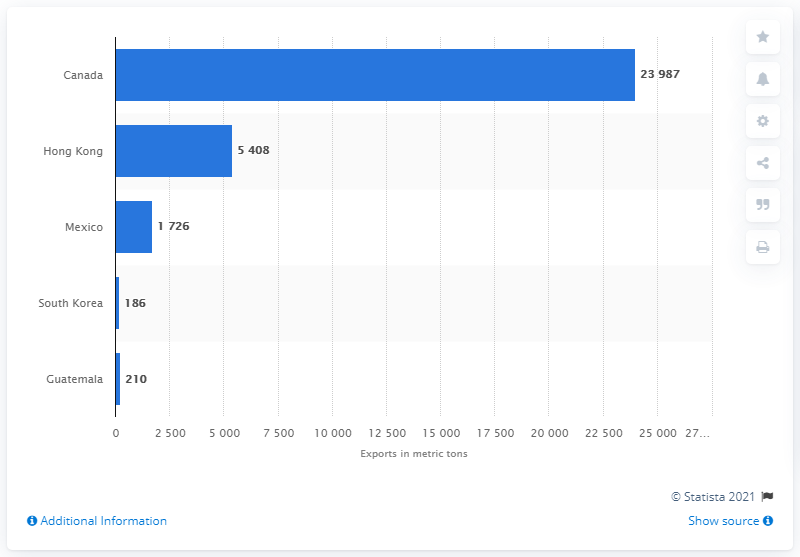 Canada
23 987
Hong Kong
5 408
Mexico
1 726
South Korea
186
Guatemala
210
0 2 500 5 000 7 500 10 000 12 500 15 000 17 500 20 000 22 500 25 000 27...
Exports in metric tons
© Statista 2021
Additional Information
Show source